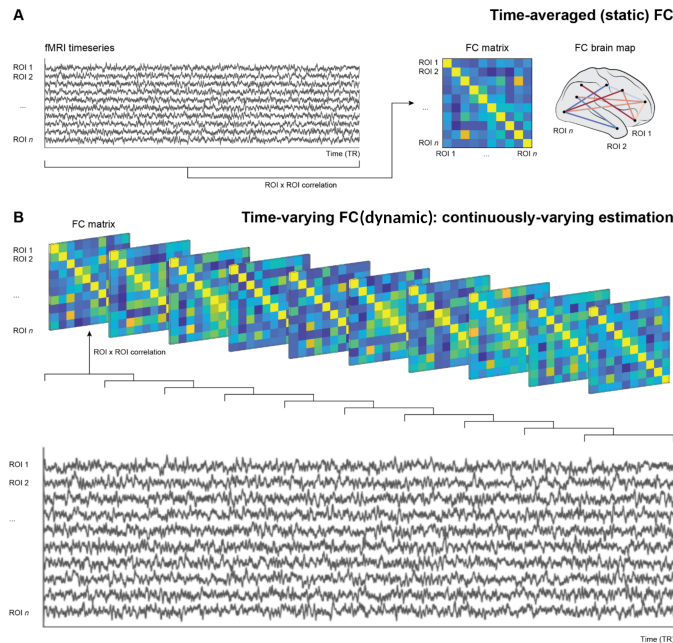 A
Time-averaged (static) FC
fMRI timeseries
ROI 1
ROI 2
...
ROI n
Time (TR)
ROI x ROI correlation
FC matrix
ROI 1
ROI 2
...
ROI n
ROI 1 ... ROI n
FC brain map
ROI n
ROI 1
ROI 2
B
Time-varying FC(dynamic): continuously-varying estimation
FC matrix
ROI 1
ROI 2
...
ROI n
ROI x ROI correlation
ROI 1
ROI 2
...
ROI n
Time (TR)